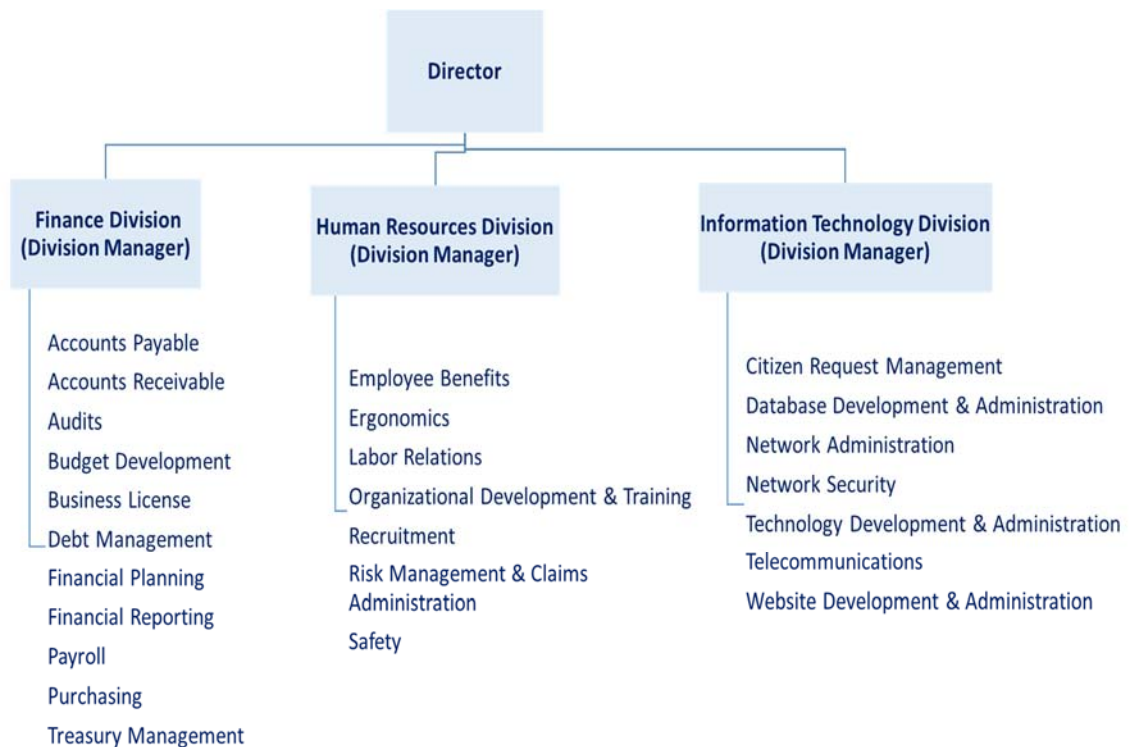 Director
Finance Division
(Division Manager)
Accounts Payable
Accounts Receivable
Audits
Budget Development
Business License
Debt Management
Financial Planning
Financial Reporting
Payroll
Purchasing
Treasury Management
Human Resources Division
(Division Manager)
Employee Benefits
Ergonomics
Labor Relations
Organizational Development & Training
Recruitment
Risk Management & Claims
Administration
Safety
Information Technology Division
(Division Manager)
Citizen Request Management
Database Development & Administration
Network Administration
Network Security
Technology Development & Administration
Telecommunications
Website Development & Administration